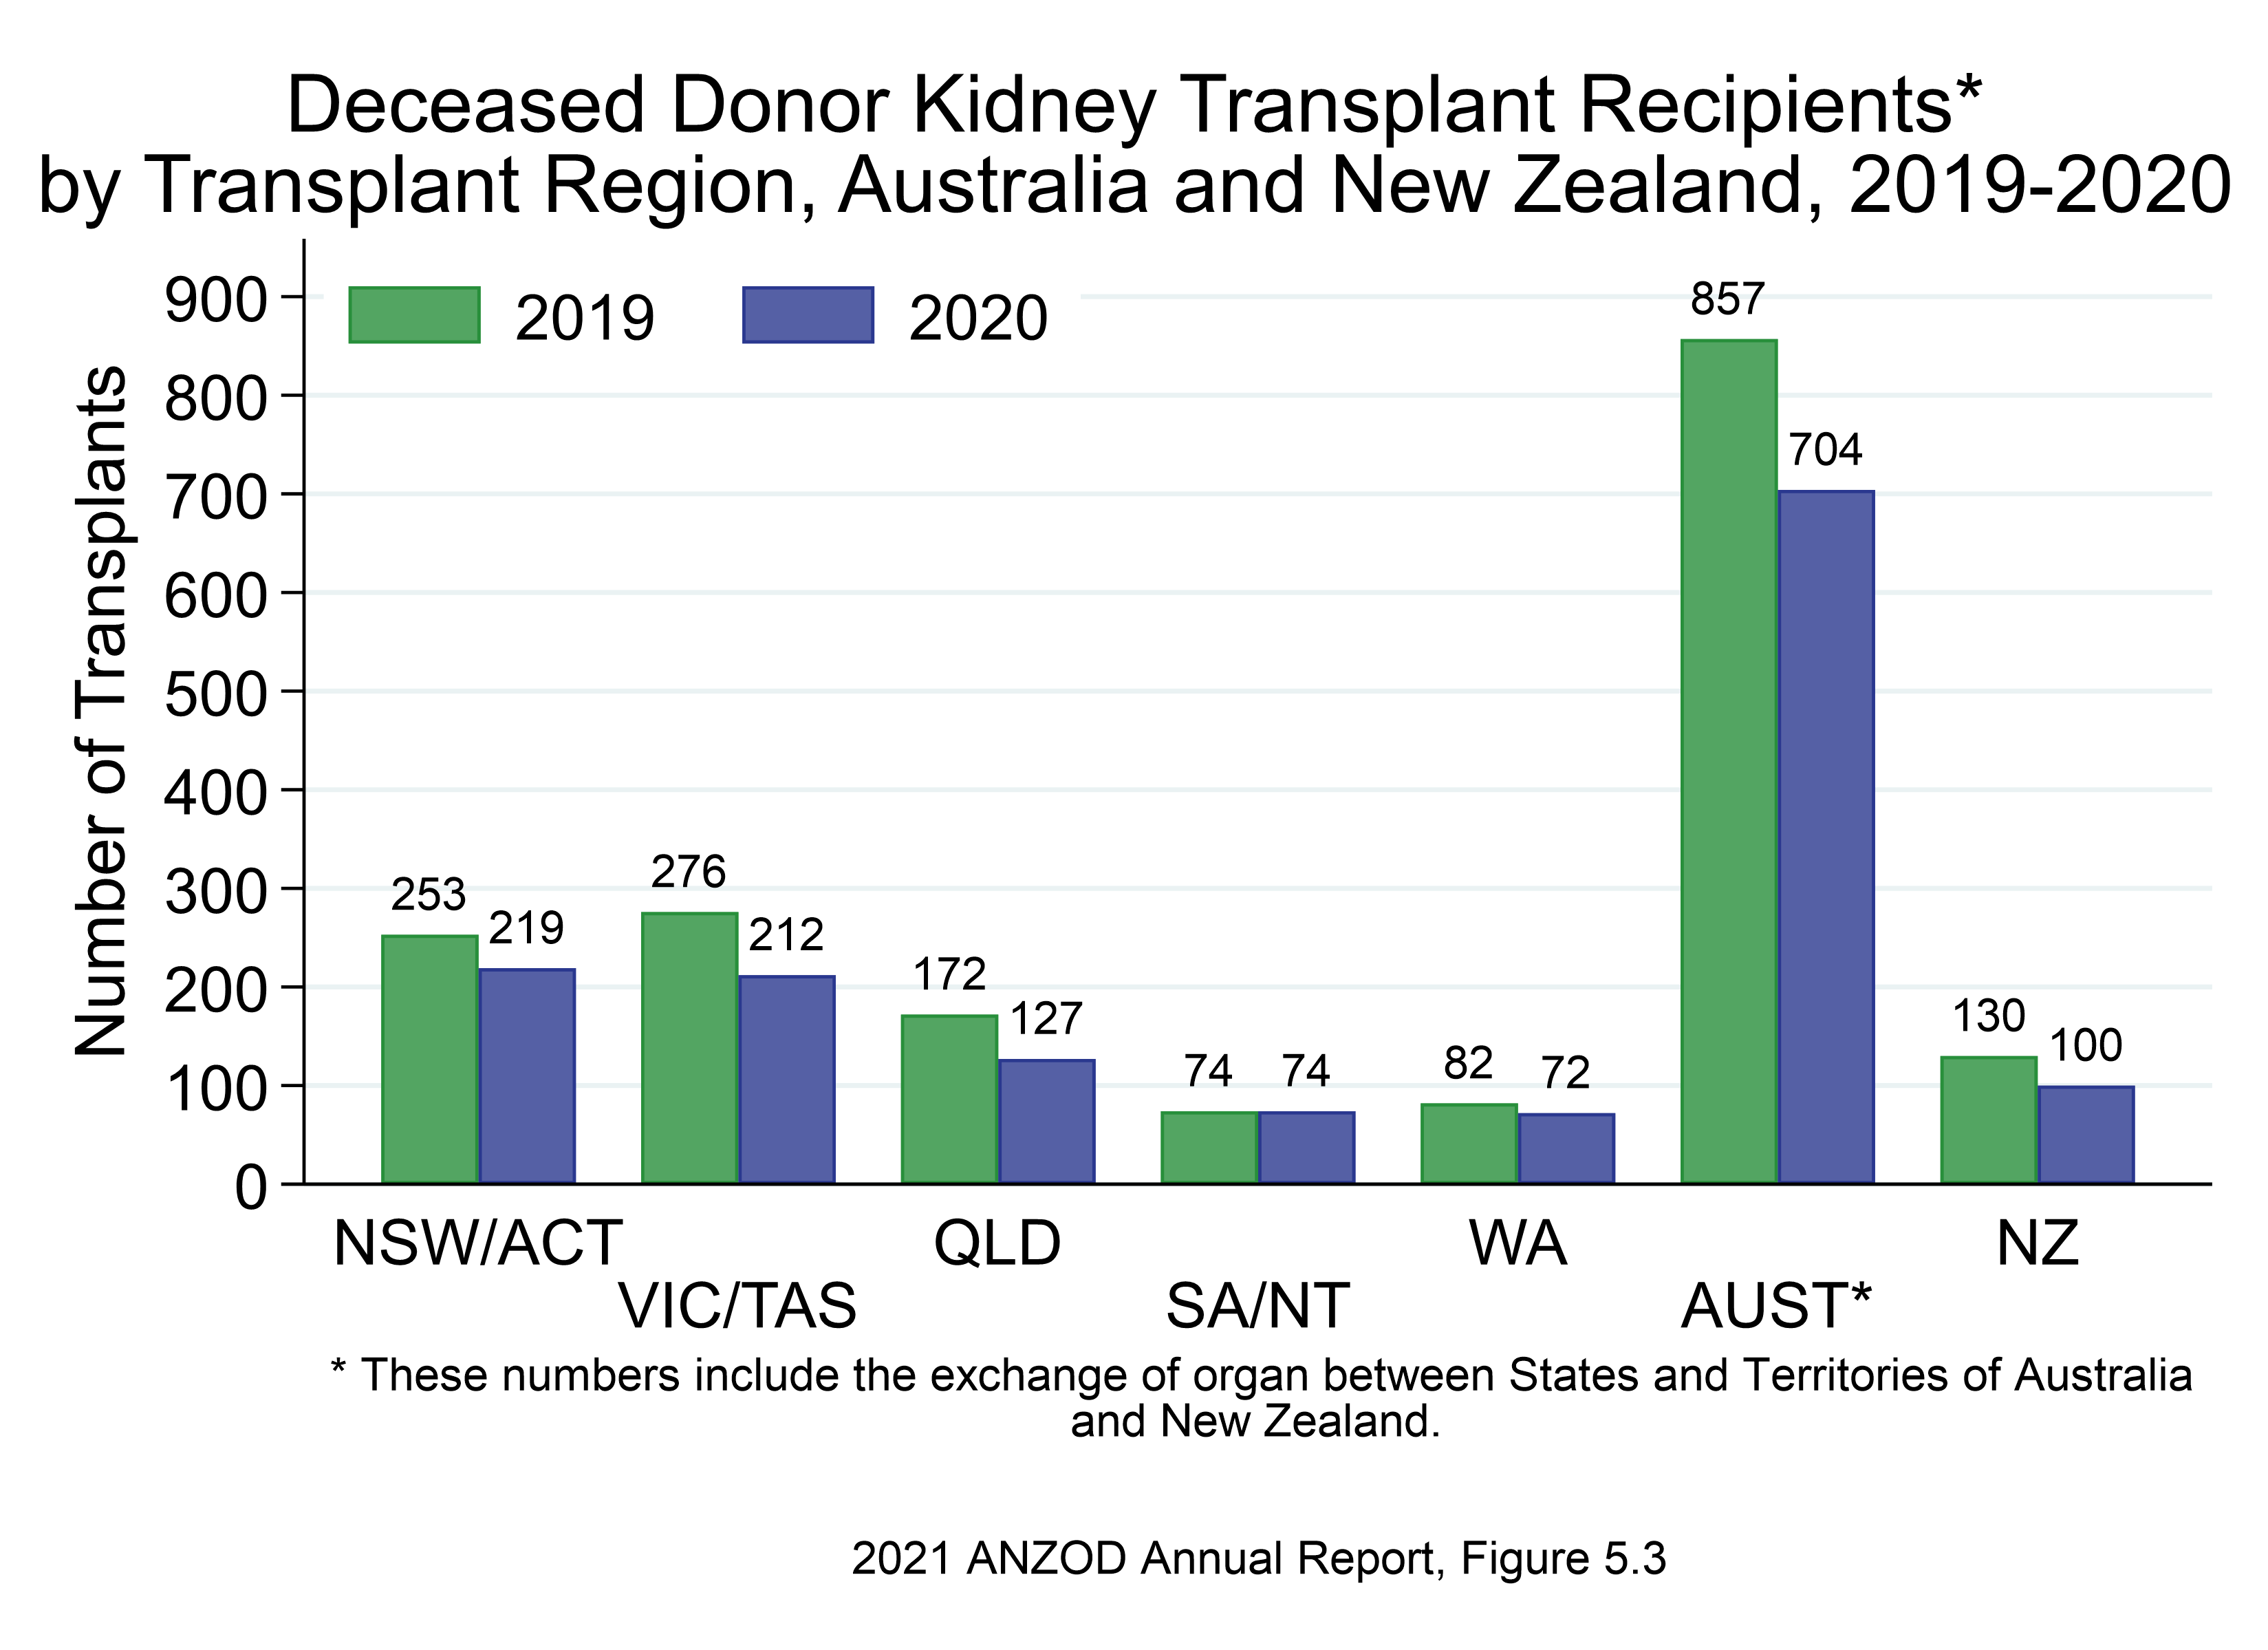 Deceased Donor Kidney Transplant Recipients*
by Transplant Region, Australia and New Zealand, 2019-2020
2019 2020
Number of Transplants
900
800
700
600
500
400
300
200
100
0
253 219
276 212
172 127
74 74
82 72
857 704
130 100
NSW/ACT
VIC/TAS
QLD
SA/NT
WA
AUST*
NZ
* These numbers include the exchange of organ between States and Territories of Australia
and New Zealand.
2021 ANZOD Annual Report, Figure 5.3